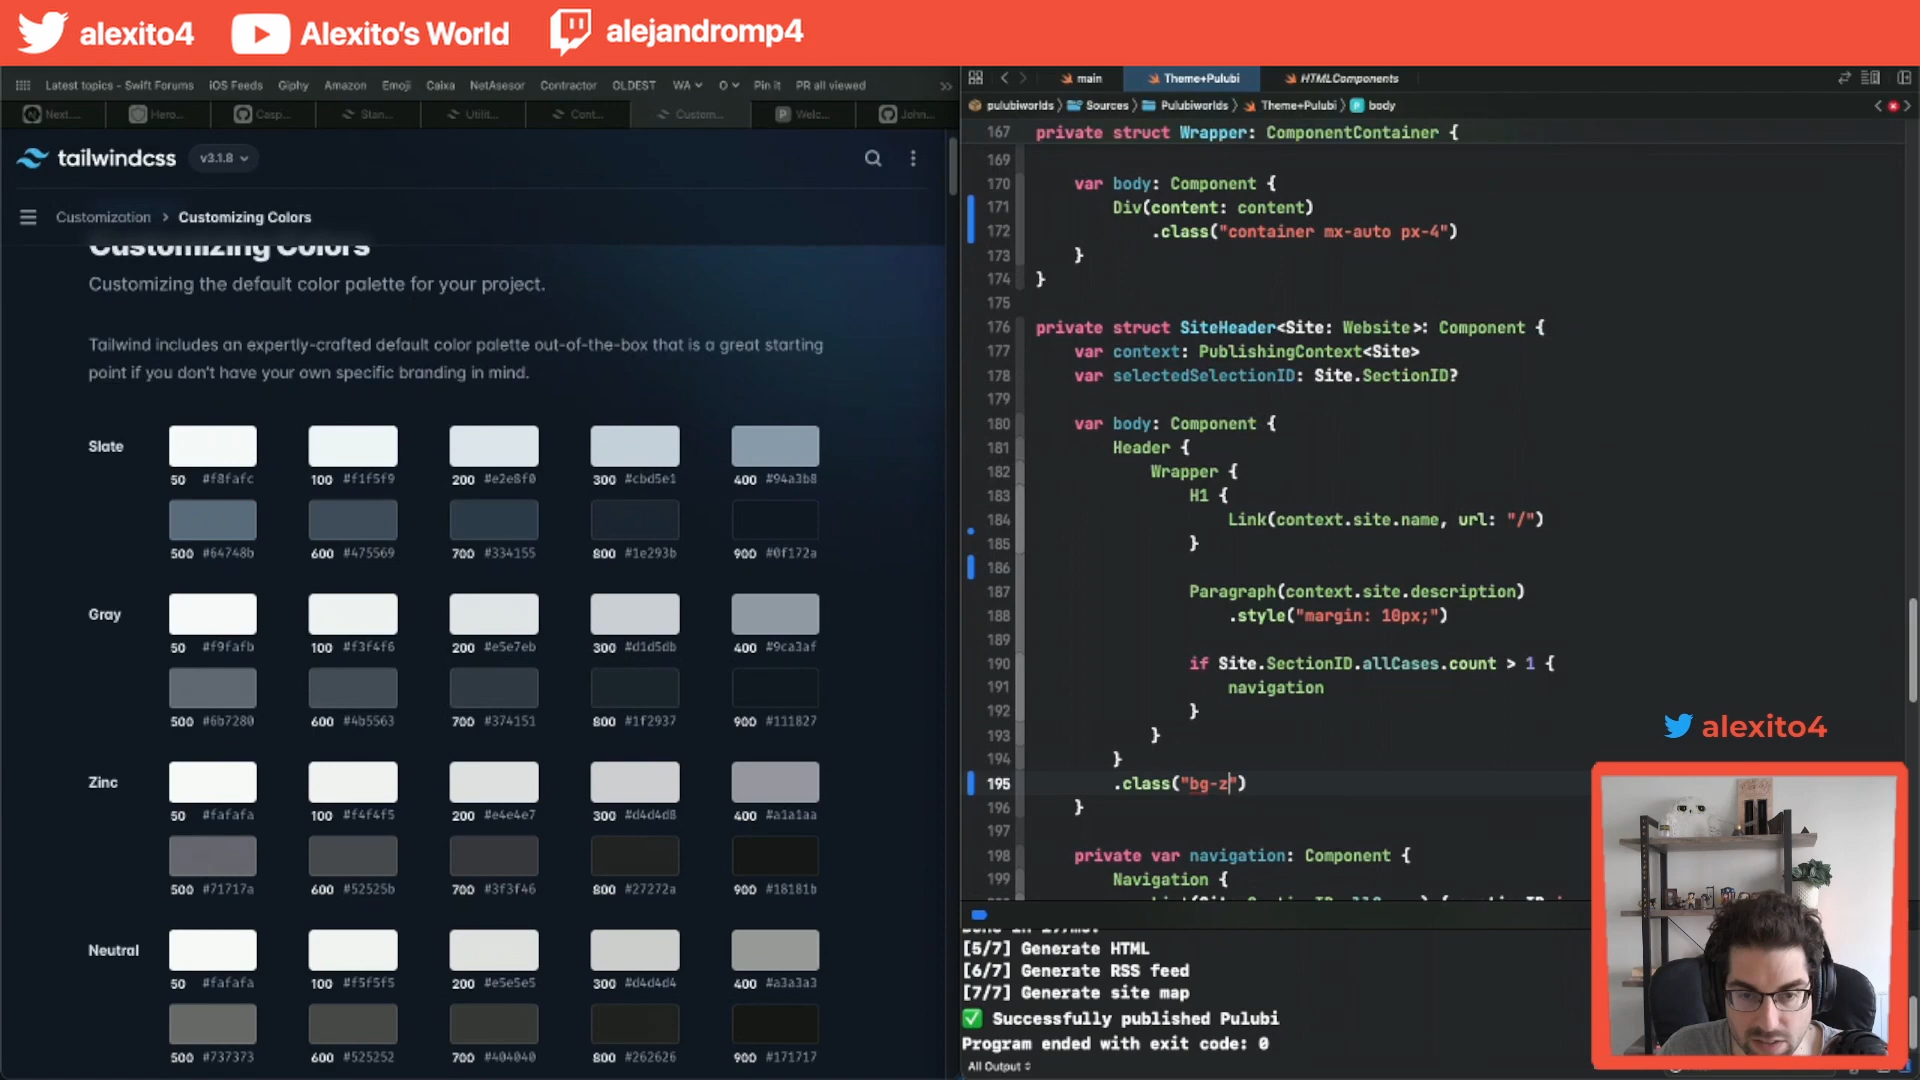 alexito4 Alexito's World alejandromp4
Latest topics - Swift Forums iOS Feeds Giphy Amazon Emoji Caixa NetAsesor Contractor OLDEST WA O Pin it PR all viewed »
Next.... Hero... Casp... Stan... Utilit... Cont... Custom... Welc... John...
tailwindcss v3.1.8
Customization > Customizing Colors
Customizing Colors
Customizing the default color palette for your project.
Tailwind includes an expertly-crafted default color palette out-of-the-box that is a great starting
point if you don't have your own specific branding in mind.
Slate
50 #f8fafc 100 #f1f5f9 200 #e2e8f0 300 #cbd5e1 400 #94a3b8
500 #64748b 600 #475569 700 #334155 800 #1e293b 900 #0f172a
Gray
50 #f9fafb 100 #f3f4f6 200 #e5e7eb 300 #d1d5db 400 #9ca3af
500 #6b7280 600 #4b5563 700 #374151 800 #1f2937 900 #111827
Zinc
50 #fafafa 100 #f4f4f5 200 #e4e4e7 300 #d4d4d8 400 #a1a1aa
500 #71717a 600 #52525b 700 #3f3f46 800 #27272a 900 #18181b
Neutral
50 #fafafa 100 #f5f5f5 200 #e5e5e5 300 #d4d4d4 400 #a3a3a3
500 #737373 600 #525252 700 #404040 800 #262626 900 #171717
main Theme+Pulubi HTMLComponents
pulubiworlds > Sources > Pulubiworlds > Theme+Pulubi > P body
167 private struct Wrapper: ComponentContainer {
169
170 var body: Component {
171 Div(content: content)
172 .class("container mx-auto px-4")
173 }
174 }
175
176 private struct SiteHeader<Site: Website>: Component {
177 var context: PublishingContext<Site>
178 var selectedSelectionID: Site.SectionID?
179
180 var body: Component {
181 Header {
182 Wrapper {
183 H1 {
184 Link(context.site.name, url: "/")
185 }
186
187 Paragraph(context.site.description)
188 .style("margin: 10px;")
189
190 if Site.SectionID.allCases.count > 1 {
191 navigation
192 }
193 }
194 }
195 .class("bg-z")
196 }
197
198 private var navigation: Component {
199 Navigation {
[5/7] Generate HTML
[6/7] Generate RSS feed
[7/7] Generate site map
✅ Successfully published Pulubi
Program ended with exit code: 0
All Output
alexito4